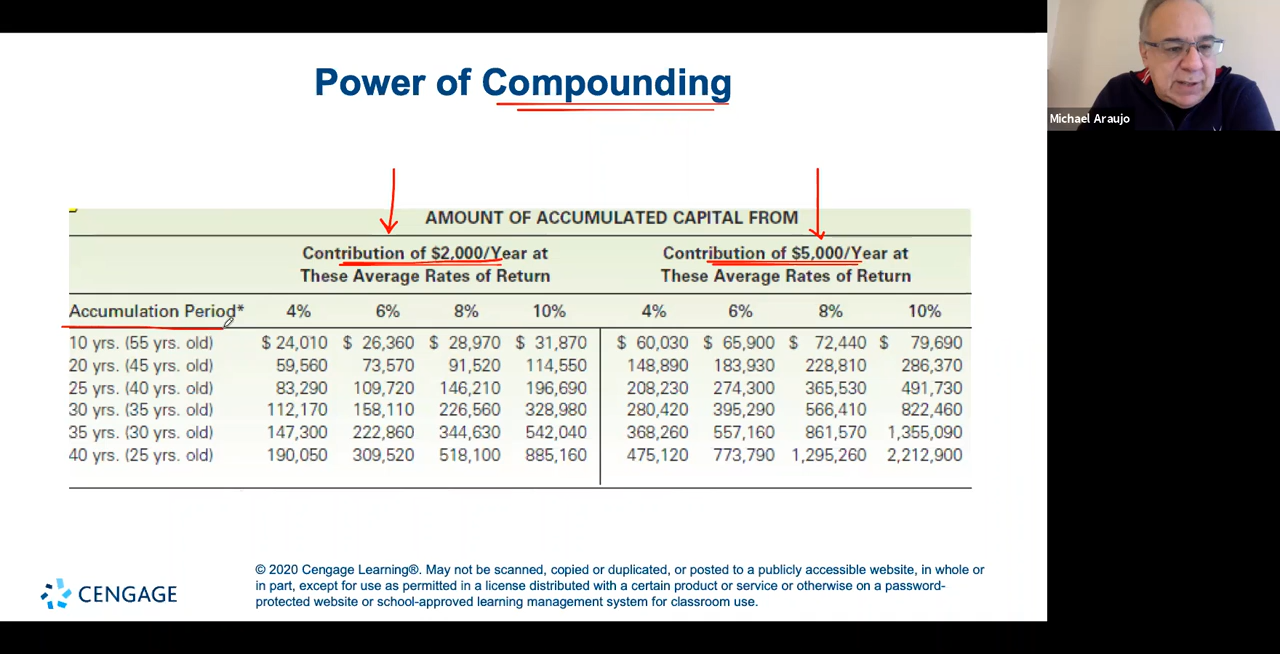 Power of Compounding
Michael Araujo
AMOUNT OF ACCUMULATED CAPITAL FROM
Contribution of $2,000/Year at Contribution of $5,000/Year at
These Average Rates of Return These Average Rates of Return
Accumulation Period* 4% 6% 8% 10% 4% 6% 8% 10%
10 yrs. (55 yrs. old) $ 24,010 $ 26,360 $ 28,970 $ 31,870 $ 60,030 $ 65,900 $ 72,440 $ 79,690
20 yrs. (45 yrs. old) 59,560 73,570 91,520 114,550 148,890 183,930 228,810 286,370
25 yrs. (40 yrs. old) 83,290 109,720 146,210 196,690 208,230 274,300 365,530 491,730
30 yrs. (35 yrs. old) 112,170 158,110 226,560 328,980 280,420 395,290 566,410 822,460
35 yrs. (30 yrs. old) 147,300 222,860 344,630 542,040 368,260 557,160 861,570 1,355,090
40 yrs. (25 yrs. old) 190,050 309,520 518,100 885,160 475,120 773,790 1,295,260 2,212,900
CENGAGE
© 2020 Cengage Learning®. May not be scanned, copied or duplicated, or posted to a publicly accessible website, in whole or
in part, except for use as permitted in a license distributed with a certain product or service or otherwise on a password-
protected website or school-approved learning management system for classroom use.